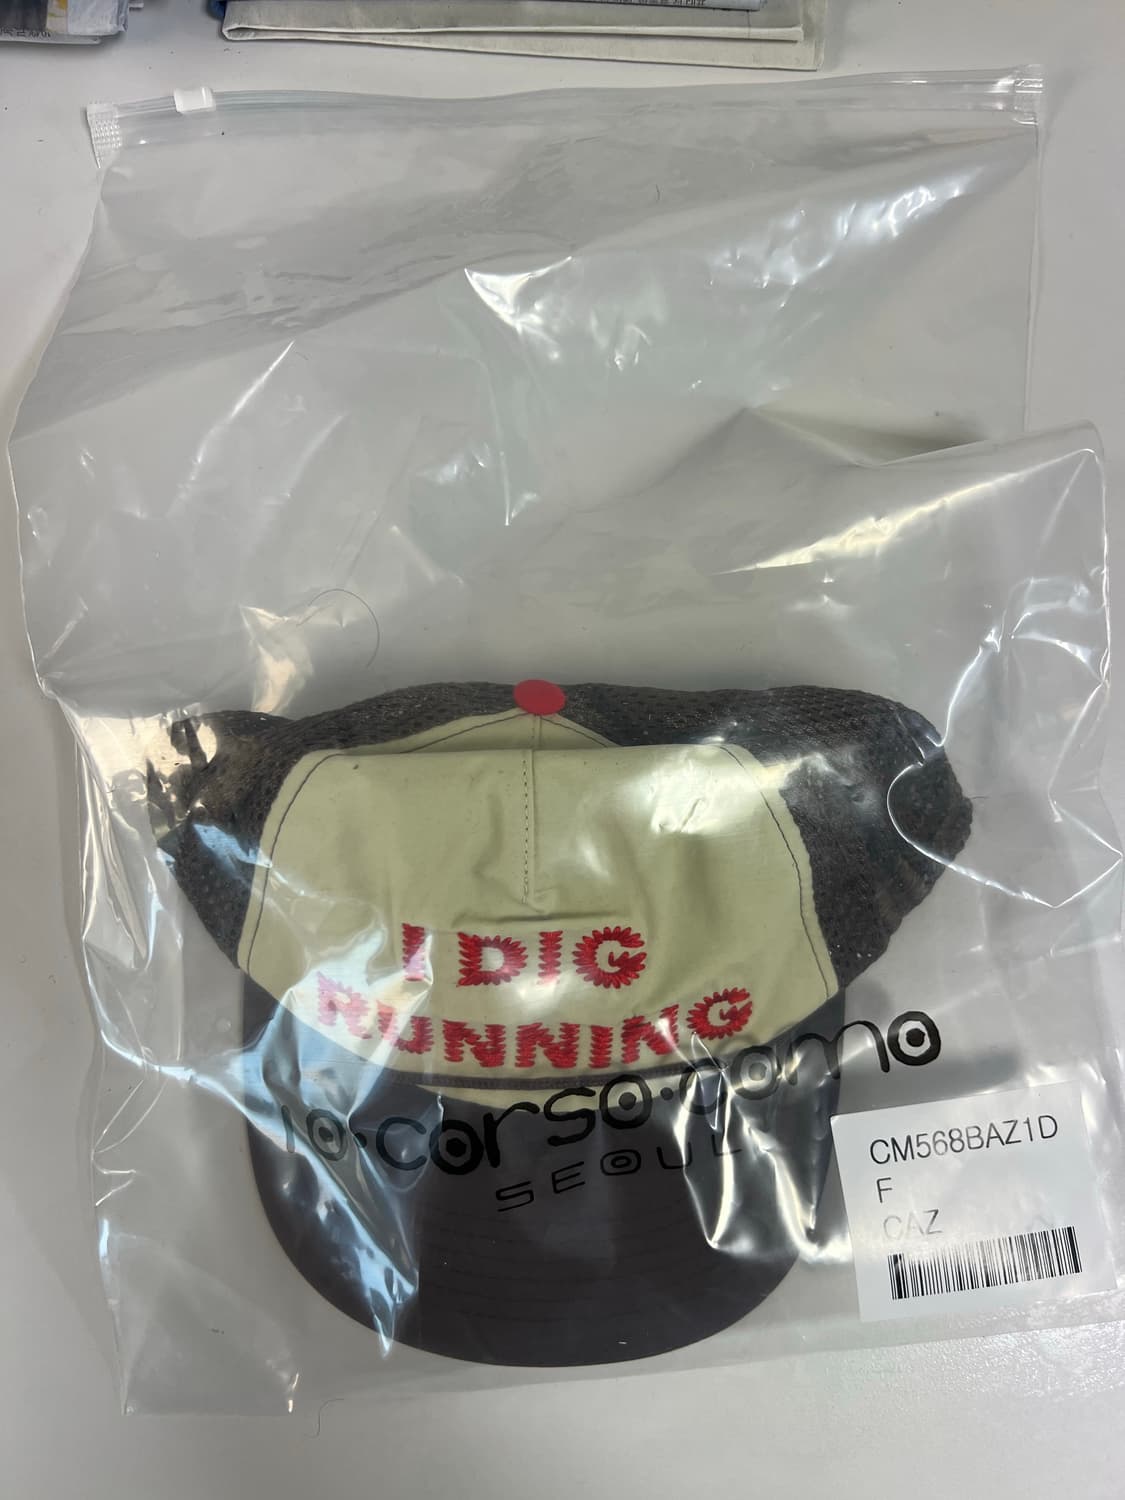 I DIG
RUNNING
10·corso·como
SEOUL
CM568BAZ1D
F
CAZ